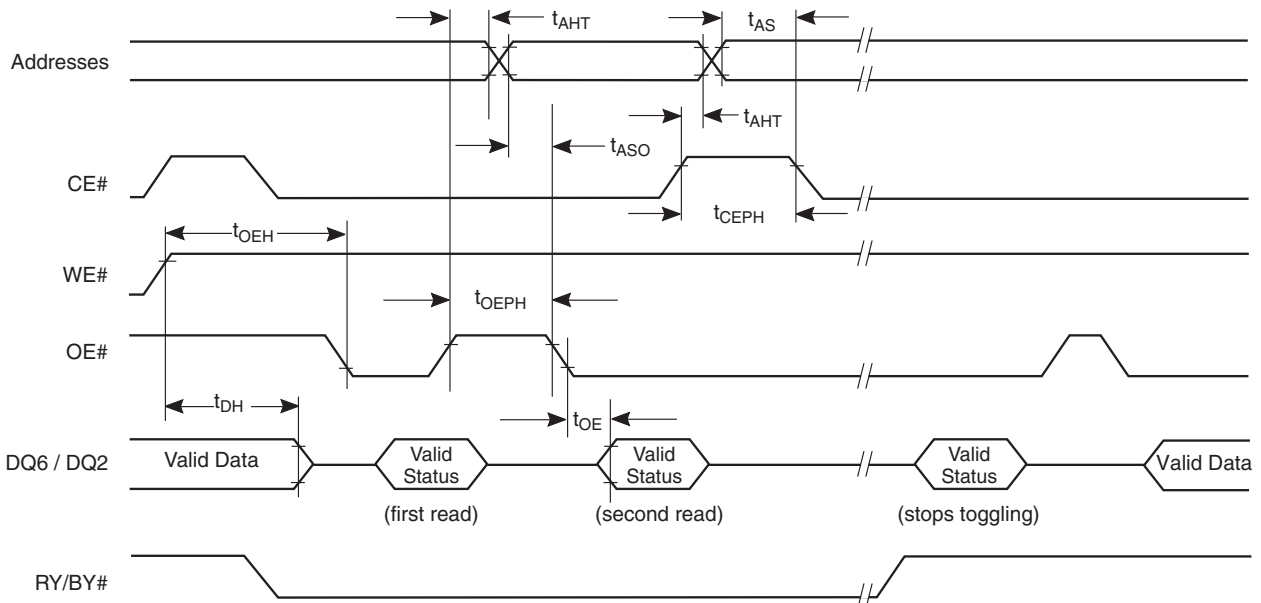 tAHT
tAS
Addresses
tAHT
tASO
CE#
tCEPH
tOEH
WE#
tOEPH
OE#
tDH
tOE
DQ6 / DQ2
Valid Data
Valid
Status
Valid
Status
Valid
Status
Valid Data
(first read)
(second read)
(stops toggling)
RY/BY#